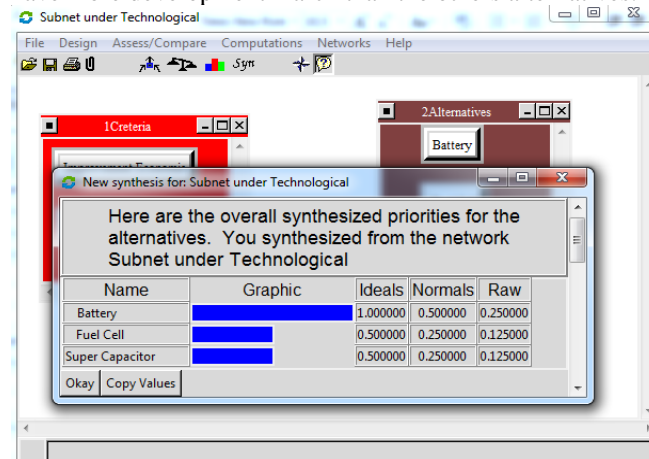 Subnet under Technological
File Design Assess/Compare Computations Networks Help
Syn
1Creteria
2Alternatives
Battery
Improvement Economic
New synthesis for: Subnet under Technological
Here are the overall synthesized priorities for the
alternatives. You synthesized from the network
Subnet under Technological
Name Graphic Ideals Normals Raw
Battery 1.000000 0.500000 0.250000
Fuel Cell 0.500000 0.250000 0.125000
Super Capacitor 0.500000 0.250000 0.125000
Okay Copy Values